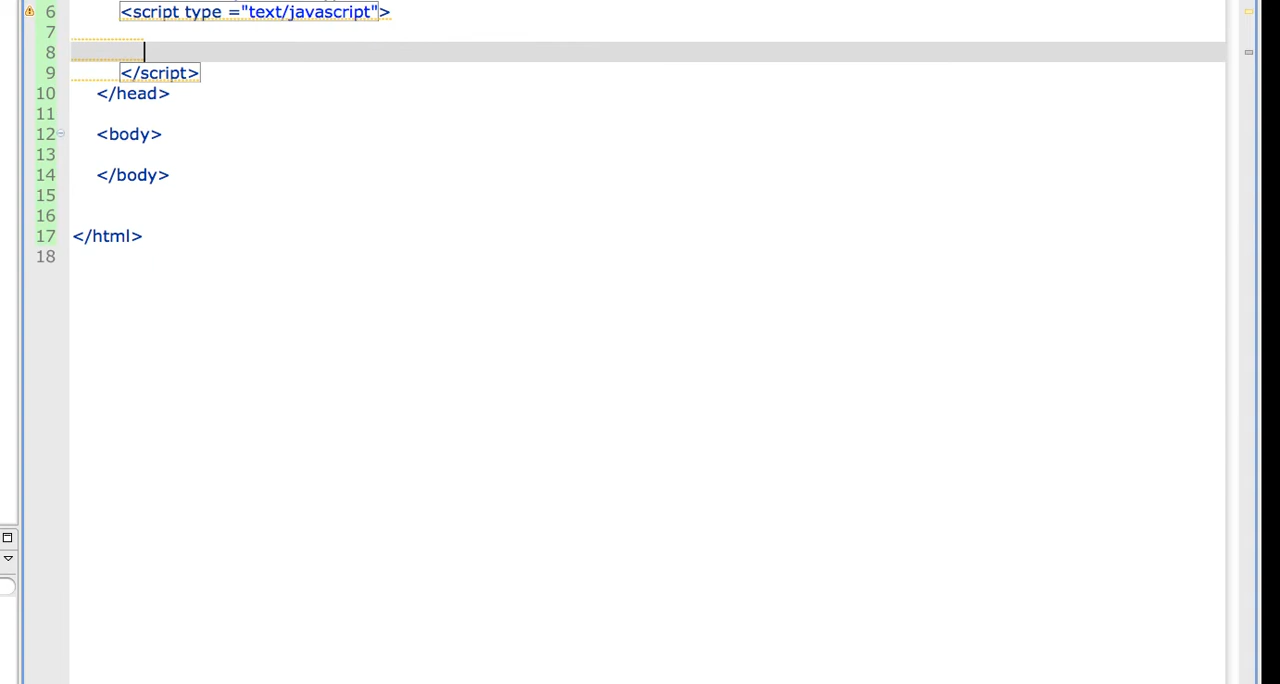 6 <script type ="text/javascript">
7
8
9 </script>
10 </head>
11
12 <body>
13
14 </body>
15
16
17 </html>
18